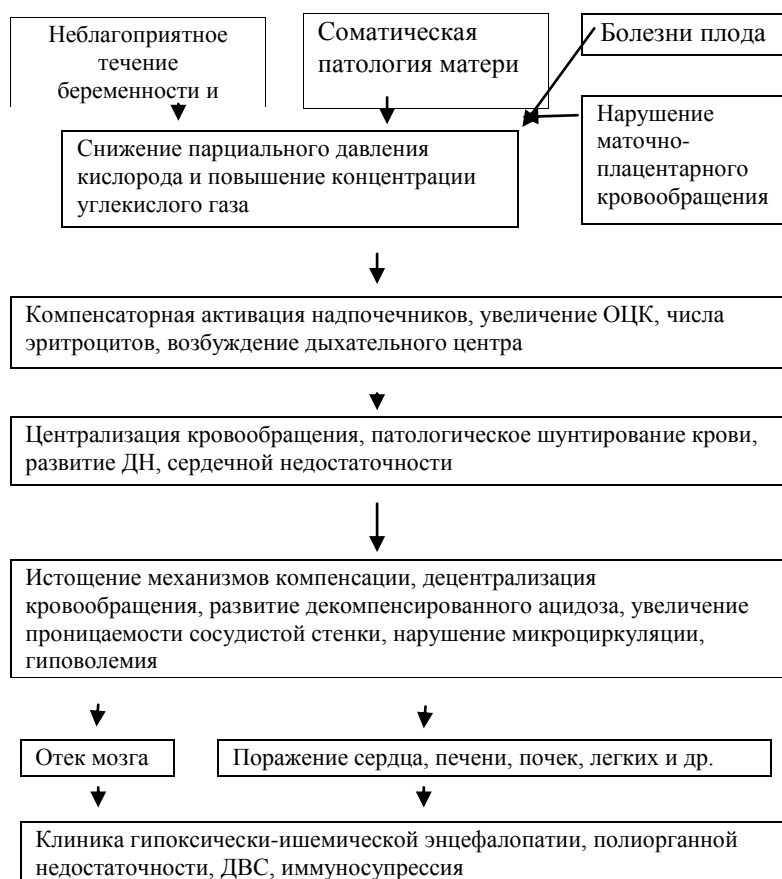 Неблагоприятное
течение
беременности и
Соматическая
патология матери
Болезни плода
Нарушение
маточно-
плацентарного
кровообращения
Снижение парциального давления
кислорода и повышение концентрации
углекислого газа
Компенсаторная активация надпочечников, увеличение ОЦК, числа
эритроцитов, возбуждение дыхательного центра
Централизация кровообращения, патологическое шунтирование крови,
развитие ДН, сердечной недостаточности
Истощение механизмов компенсации, децентрализация
кровообращения, развитие декомпенсированного ацидоза, увеличение
проницаемости сосудистой стенки, нарушение микроциркуляции,
гиповолемия
Отек мозга
Поражение сердца, печени, почек, легких и др.
Клиника гипоксически-ишемической энцефалопатии, полиорганной
недостаточности, ДВС, иммуносупрессия